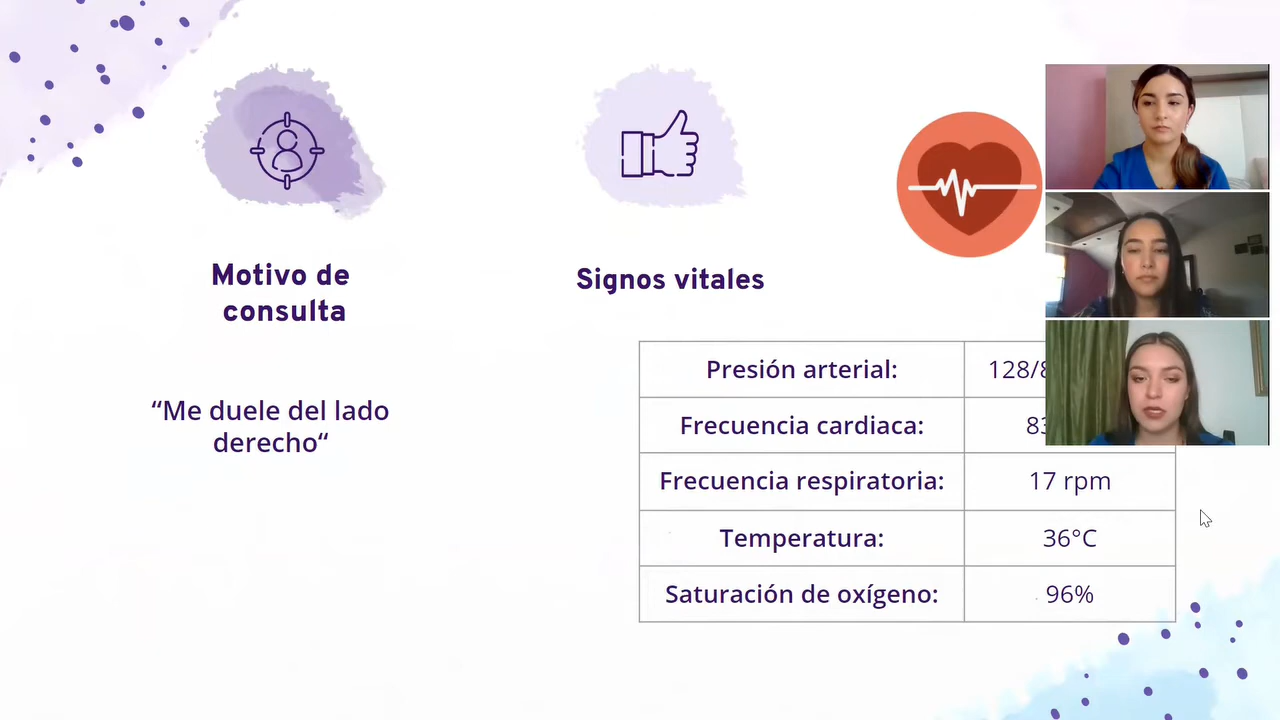 Motivo de
consulta
“Me duele del lado
derecho“
Signos vitales
Presión arterial:
Frecuencia cardiaca:
Frecuencia respiratoria: 17 rpm
Temperatura: 36°C
Saturación de oxígeno: 96%